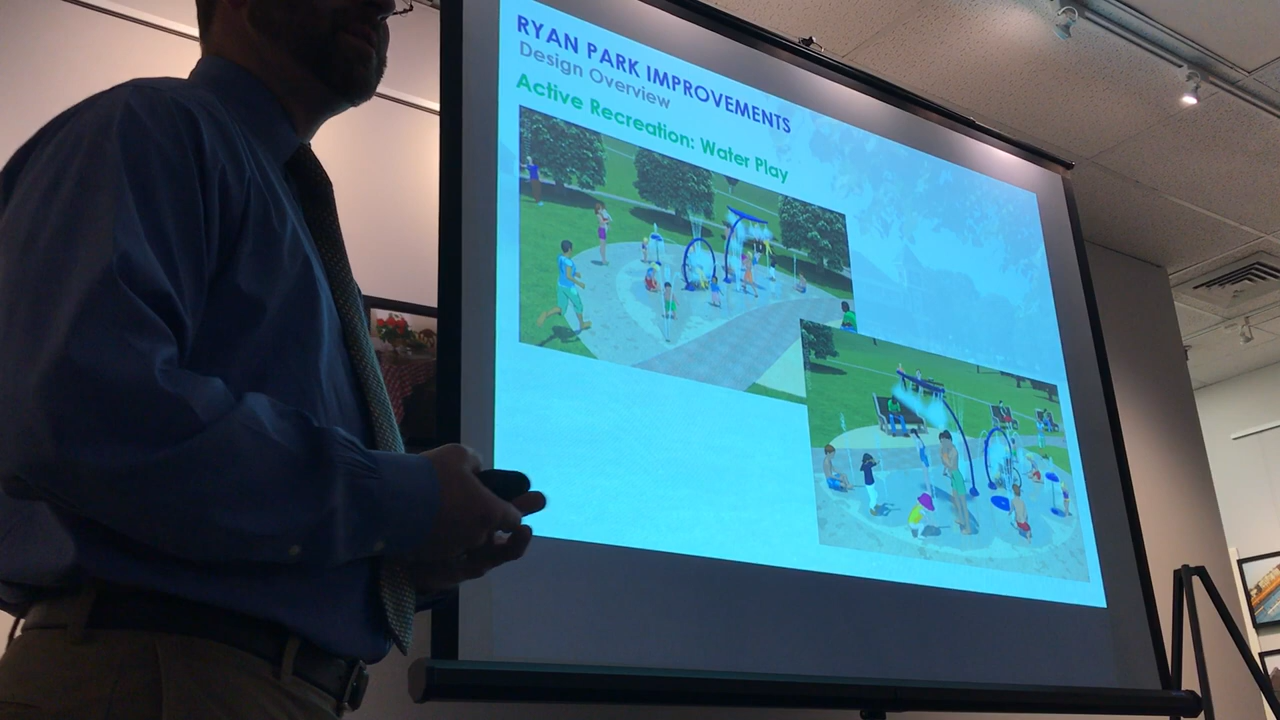 RYAN PARK IMPROVEMENTS
Design Overview
Active Recreation: Water Play